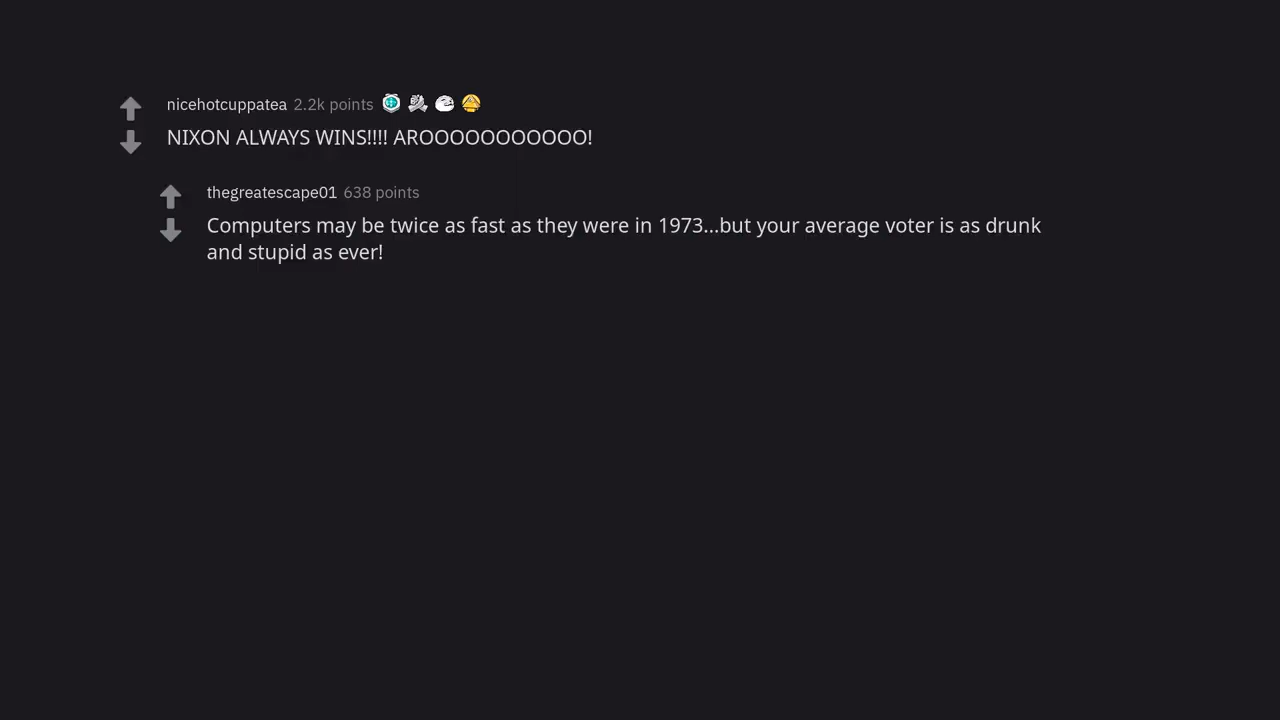 nicehotcuppatea 2.2k points
NIXON ALWAYS WINS!!!! AROOOOOOOOOOO!
thegreatescape01 638 points
Computers may be twice as fast as they were in 1973...but your average voter is as drunk
and stupid as ever!